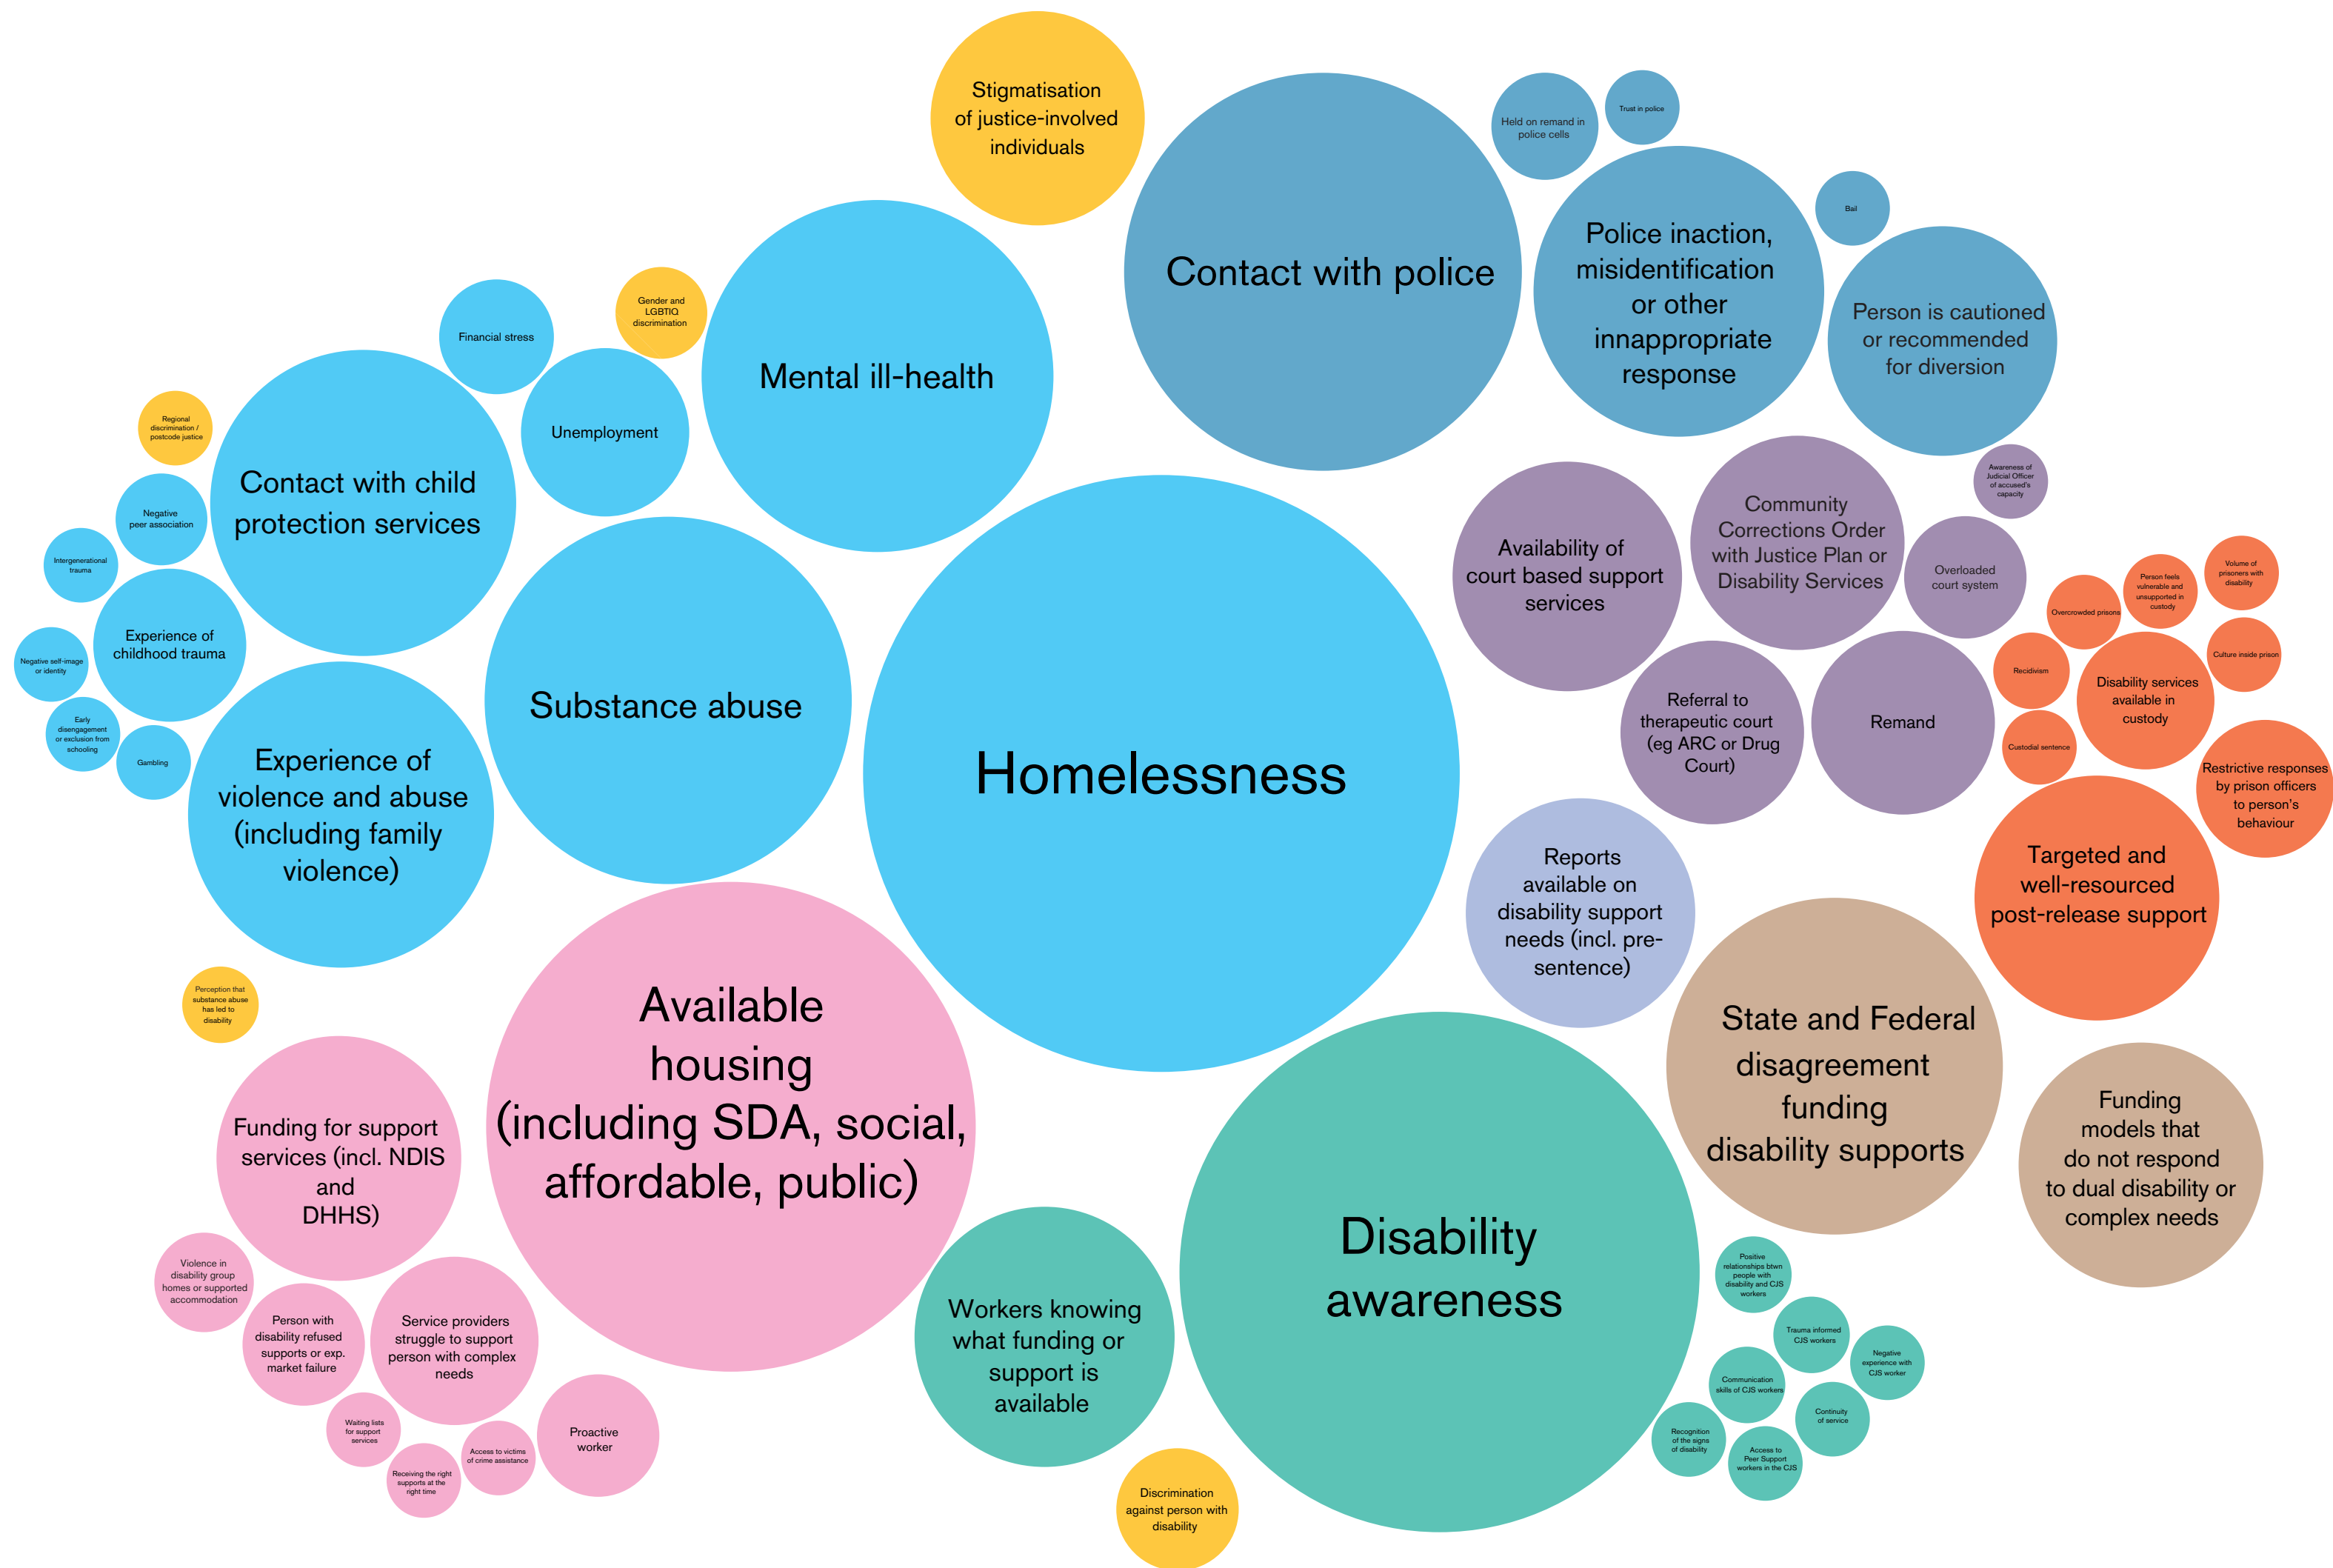 Stigmatisation
of justice-involved
individuals
Contact with police
Held on remand in
police cells
Trust in police
Police inaction,
misidentification
or other
innappropriate
response
Bail
Person is cautioned
or recommended
for diversion
Financial stress
Gender and
LGBTIQ
discrimination
Unemployment
Mental ill-health
Regional
discrimination /
postcode justice
Contact with child
protection services
Negative
peer association
Intergenerational
trauma
Experience of
childhood trauma
Negative self-image
or identity
Early
disengagement
or exclusion from
schooling
Gambling
Experience of
violence and abuse
(including family
violence)
Substance abuse
Homelessness
Availability of
court based support
services
Community
Corrections Order
with Justice Plan or
Disability Services
Awareness of
Judicial Officer
of accused's
capacity
Overloaded
court system
Referral to
therapeutic court
(eg ARC or Drug
Court)
Remand
Overcrowded prisons
Person feels
vulnerable and
unsupported in
custody
Volume of
prisoners with
disability
Recidivism
Disability services
available in
custody
Culture inside prison
Custodial sentence
Restrictive responses
by prison officers
to person's
behaviour
Targeted and
well-resourced
post-release support
Reports
available on
disability support
needs (incl. pre-
sentence)
State and Federal
disagreement
funding
disability supports
Funding
models that
do not respond
to dual disability or
complex needs
Perception that
substance abuse
has led to
disability
Available
housing
(including SDA, social,
affordable, public)
Funding for support
services (incl. NDIS
and
DHHS)
Violence in
disability group
homes or supported
accommodation
Person with
disability refused
supports or exp.
market failure
Service providers
struggle to support
person with complex
needs
Waiting lists
for support
services
Receiving the right
supports at the
right time
Access to victims
of crime assistance
Proactive
worker
Workers knowing
what funding or
support is
available
Disability
awareness
Discrimination
against person with
disability
Positive
relationships btwn
people with
disability and CJS
workers
Trauma informed
CJS workers
Negative
experience with
CJS worker
Communication
skills of CJS workers
Continuity
of service
Recognition
of the signs
of disability
Access to
Peer Support
workers in the CJS